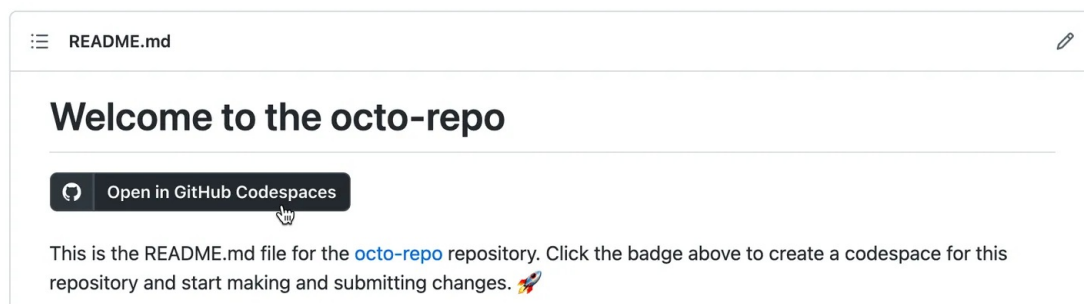 README.md
Welcome to the octo-repo
Open in GitHub Codespaces
This is the README.md file for the octo-repo repository. Click the badge above to create a codespace for this
repository and start making and submitting changes. 🚀